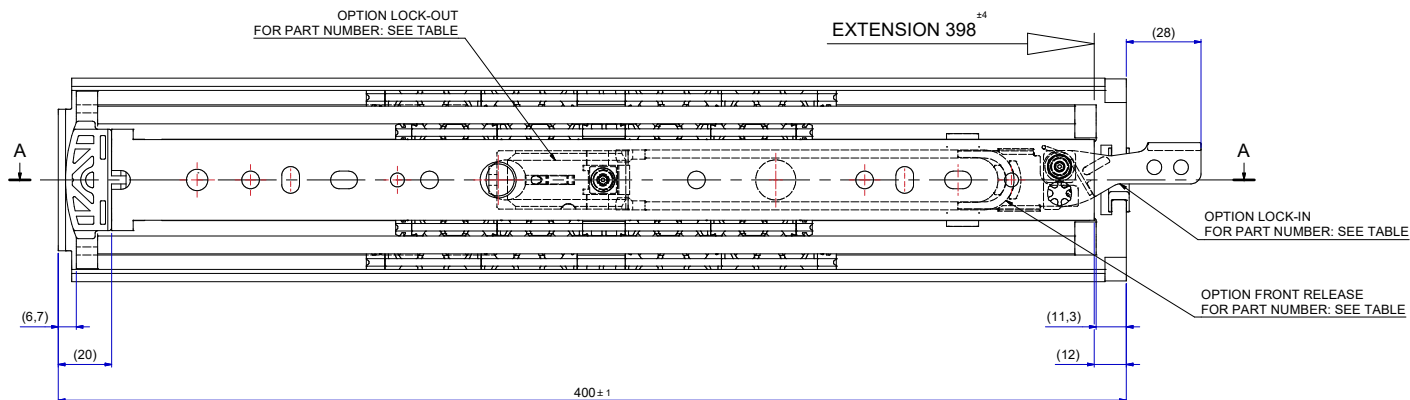 OPTION LOCK-OUT
FOR PART NUMBER: SEE TABLE
EXTENSION 398 ±4
(28)
A
A
OPTION LOCK-IN
FOR PART NUMBER: SEE TABLE
OPTION FRONT RELEASE
FOR PART NUMBER: SEE TABLE
(6,7)
(11,3)
(20)
(12)
400±1